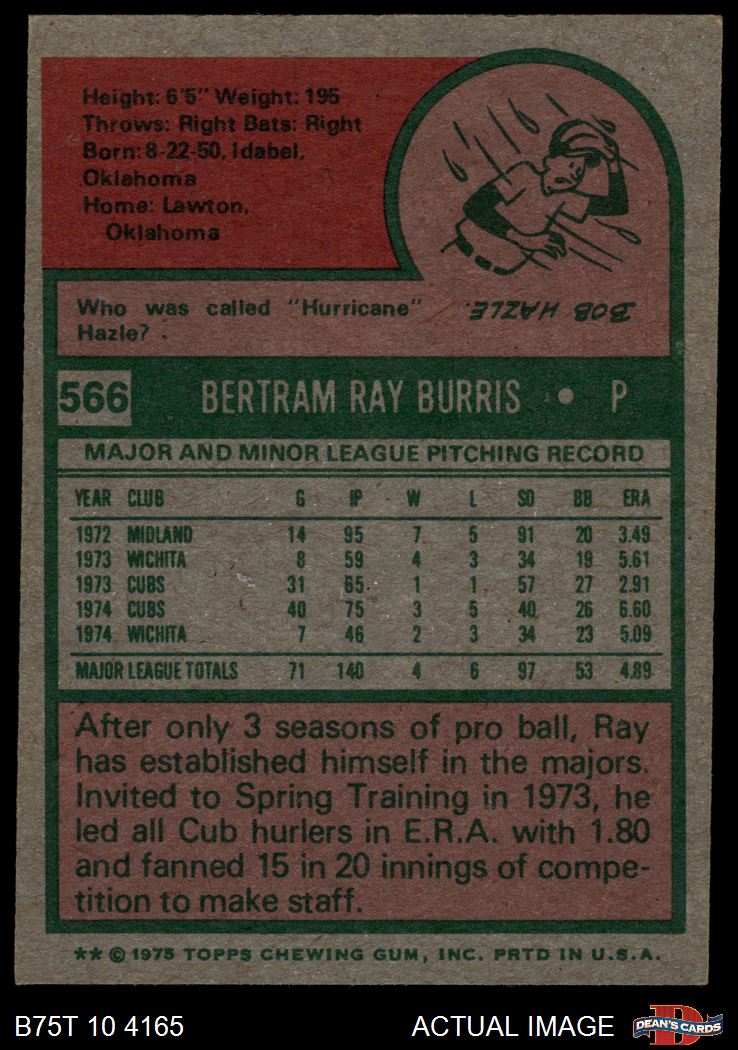 Height: 6'5" Weight: 195
Throws: Right Bats: Right
Born: 8-22-50, Idabel,
Oklahoma
Home: Lawton,
Oklahoma
Who was called "Hurricane"
Hazle?
BOB HAZLE.
566 BERTRAM RAY BURRIS • P
MAJOR AND MINOR LEAGUE PITCHING RECORD
YEAR CLUB G IP W L SO BB ERA
1972 MIDLAND 14 95 7 5 91 20 3.49
1973 WICHITA 8 59 4 3 34 19 5.61
1973 CUBS 31 65 1 1 57 27 2.91
1974 CUBS 40 75 3 5 40 26 6.60
1974 WICHITA 7 46 2 3 34 23 5.09
MAJOR LEAGUE TOTALS 71 140 4 6 97 53 4.89
After only 3 seasons of pro ball, Ray
has established himself in the majors.
Invited to Spring Training in 1973, he
led all Cub hurlers in E.R.A. with 1.80
and fanned 15 in 20 innings of compe-
tition to make staff.
** © 1975 TOPPS CHEWING GUM, INC. PRTD IN U.S.A.
B75T 10 4165 ACTUAL IMAGE DEAN'S CARDS